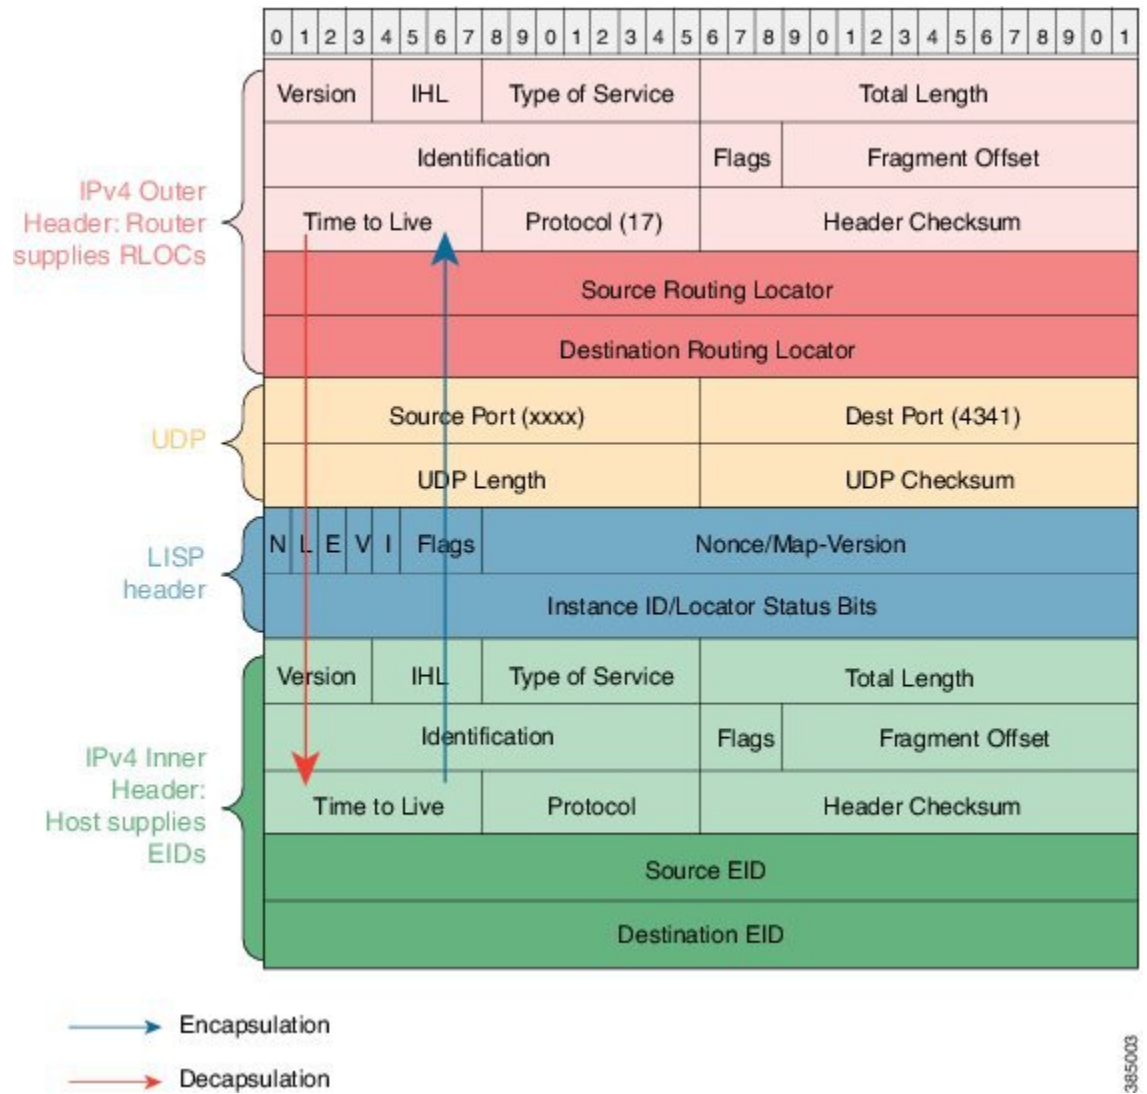 0 1 2 3 4 5 6 7 8 9 0 1 2 3 4 5 6 7 8 9 0 1 2 3 4 5 6 7 8 9 0 1
Version IHL Type of Service Total Length
Identification Flags Fragment Offset
IPv4 Outer
Header: Router
supplies RLOCs
Time to Live Protocol (17) Header Checksum
Source Routing Locator
Destination Routing Locator
UDP
Source Port (xxxx) Dest Port (4341)
UDP Length UDP Checksum
LISP
header
N L E V I Flags Nonce/Map-Version
Instance ID/Locator Status Bits
Version IHL Type of Service Total Length
Identification Flags Fragment Offset
IPv4 Inner
Header:
Host supplies
EIDs
Time to Live Protocol Header Checksum
Source EID
Destination EID
Encapsulation
Decapsulation
385003